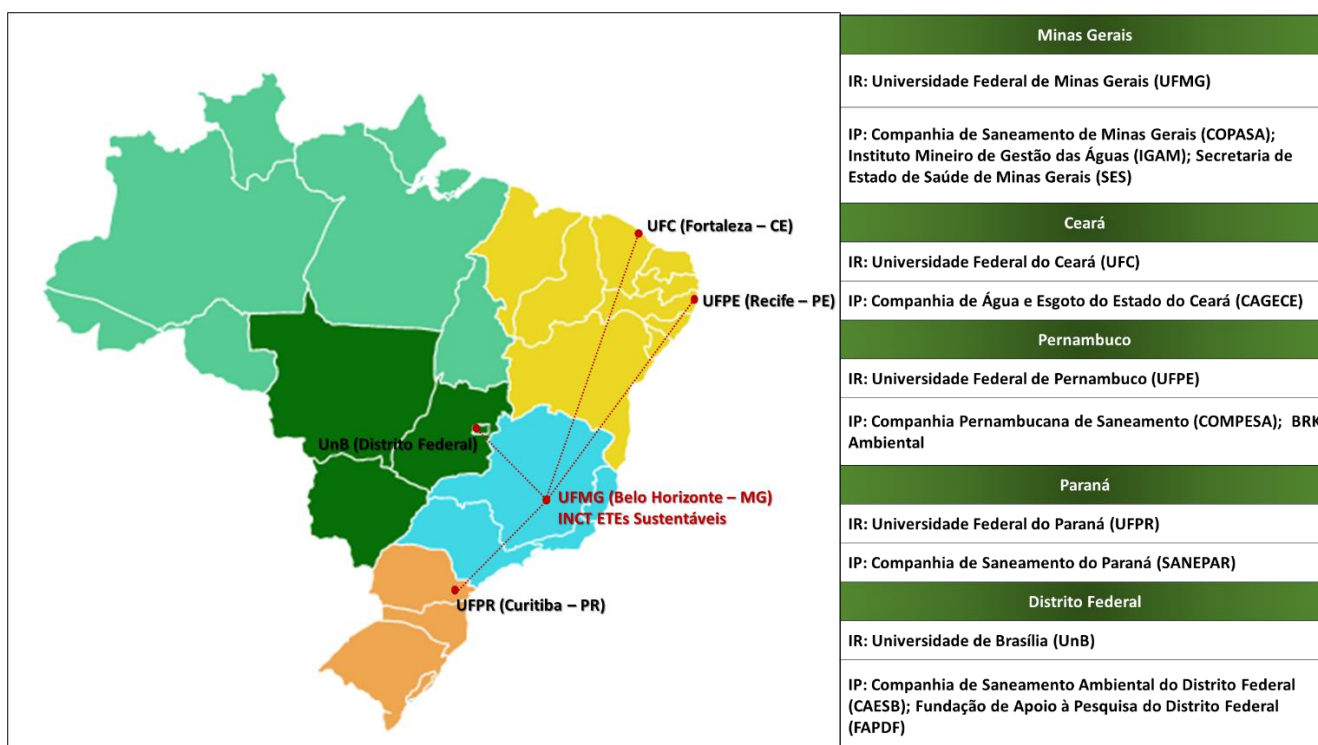 UFC (Fortaleza – CE)
UFPE (Recife – PE)
UnB (Distrito Federal)
UFMG (Belo Horizonte – MG)
INCT ETEs Sustentáveis
UFPR (Curitiba – PR)
Minas Gerais
IR: Universidade Federal de Minas Gerais (UFMG)
IP: Companhia de Saneamento de Minas Gerais (COPASA);
Instituto Mineiro de Gestão das Águas (IGAM); Secretaria de
Estado de Saúde de Minas Gerais (SES)
Ceará
IR: Universidade Federal do Ceará (UFC)
IP: Companhia de Água e Esgoto do Estado do Ceará (CAGECE)
Pernambuco
IR: Universidade Federal de Pernambuco (UFPE)
IP: Companhia Pernambucana de Saneamento (COMPESA); BRK
Ambiental
Paraná
IR: Universidade Federal do Paraná (UFPR)
IP: Companhia de Saneamento do Paraná (SANEPAR)
Distrito Federal
IR: Universidade de Brasília (UnB)
IP: Companhia de Saneamento Ambiental do Distrito Federal
(CAESB); Fundação de Apoio à Pesquisa do Distrito Federal
(FAPDF)